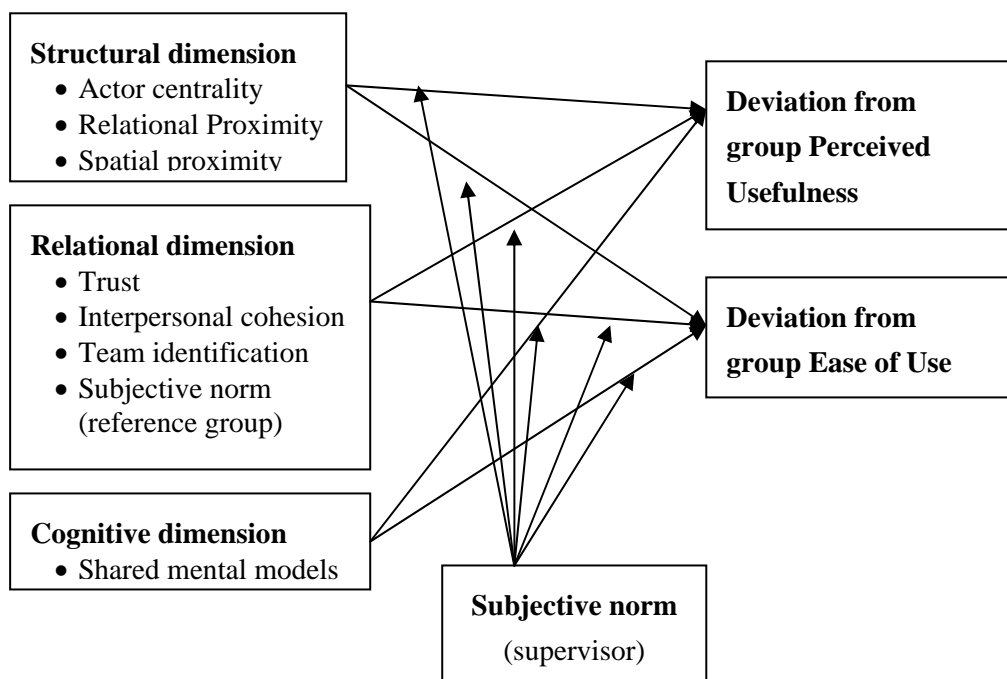 Structural dimension
• Actor centrality
• Relational Proximity
• Spatial proximity
Relational dimension
• Trust
• Interpersonal cohesion
• Team identification
• Subjective norm
(reference group)
Cognitive dimension
• Shared mental models
Subjective norm
(supervisor)
Deviation from
group Perceived
Usefulness
Deviation from
group Ease of Use